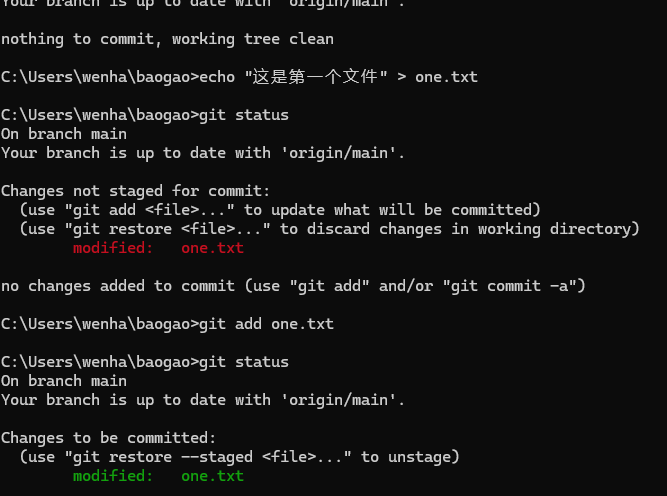 Your branch is up to date with 'origin/main'.
nothing to commit, working tree clean
C:\Users\wenha\baogao>echo "这是第一个文件" > one.txt
C:\Users\wenha\baogao>git status
On branch main
Your branch is up to date with 'origin/main'.
Changes not staged for commit:
  (use "git add <file>..." to update what will be committed)
  (use "git restore <file>..." to discard changes in working directory)
        modified:   one.txt
no changes added to commit (use "git add" and/or "git commit -a")
C:\Users\wenha\baogao>git add one.txt
C:\Users\wenha\baogao>git status
On branch main
Your branch is up to date with 'origin/main'.
Changes to be committed:
  (use "git restore --staged <file>..." to unstage)
        modified:   one.txt